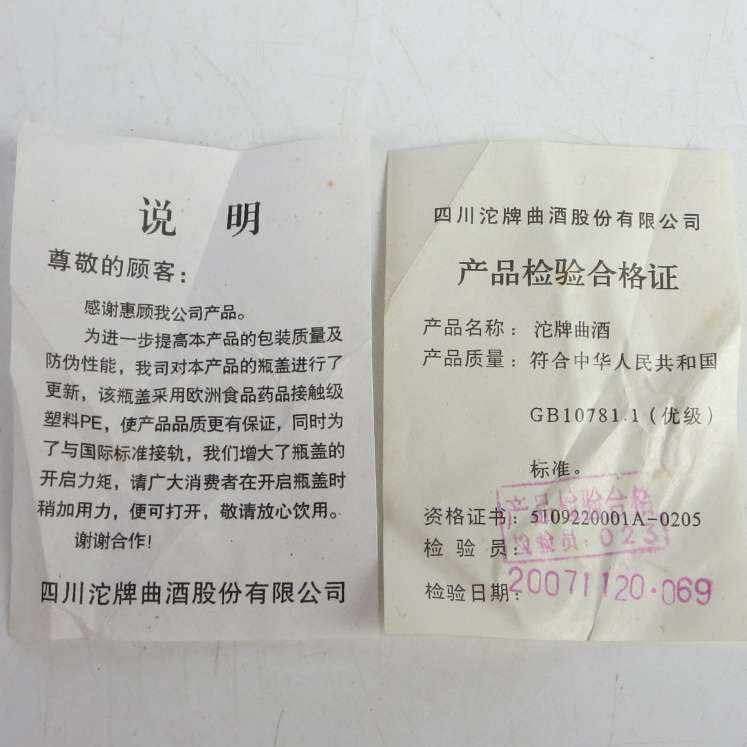 说 明
尊敬的顾客：
感谢惠顾我公司产品。
为进一步提高本产品的包装质量及
防伪性能，我司对本产品的瓶盖进行了
更新，该瓶盖采用欧洲食品药品接触级
塑料PE，使产品品质更有保证，同时为
了与国际标准接轨，我们增大了瓶盖的
开启力矩，请广大消费者在开启瓶盖时
稍加用力，便可打开，敬请放心饮用。
谢谢合作！
四川沱牌曲酒股份有限公司
四川沱牌曲酒股份有限公司
产品检验合格证
产品名称：沱牌曲酒
产品质量：符合中华人民共和国
GB10781.1（优级）
标准。
产品检验合格
资格证书：5109220001A-0205
检验员：
检验员：023
检验日期：20071120·069